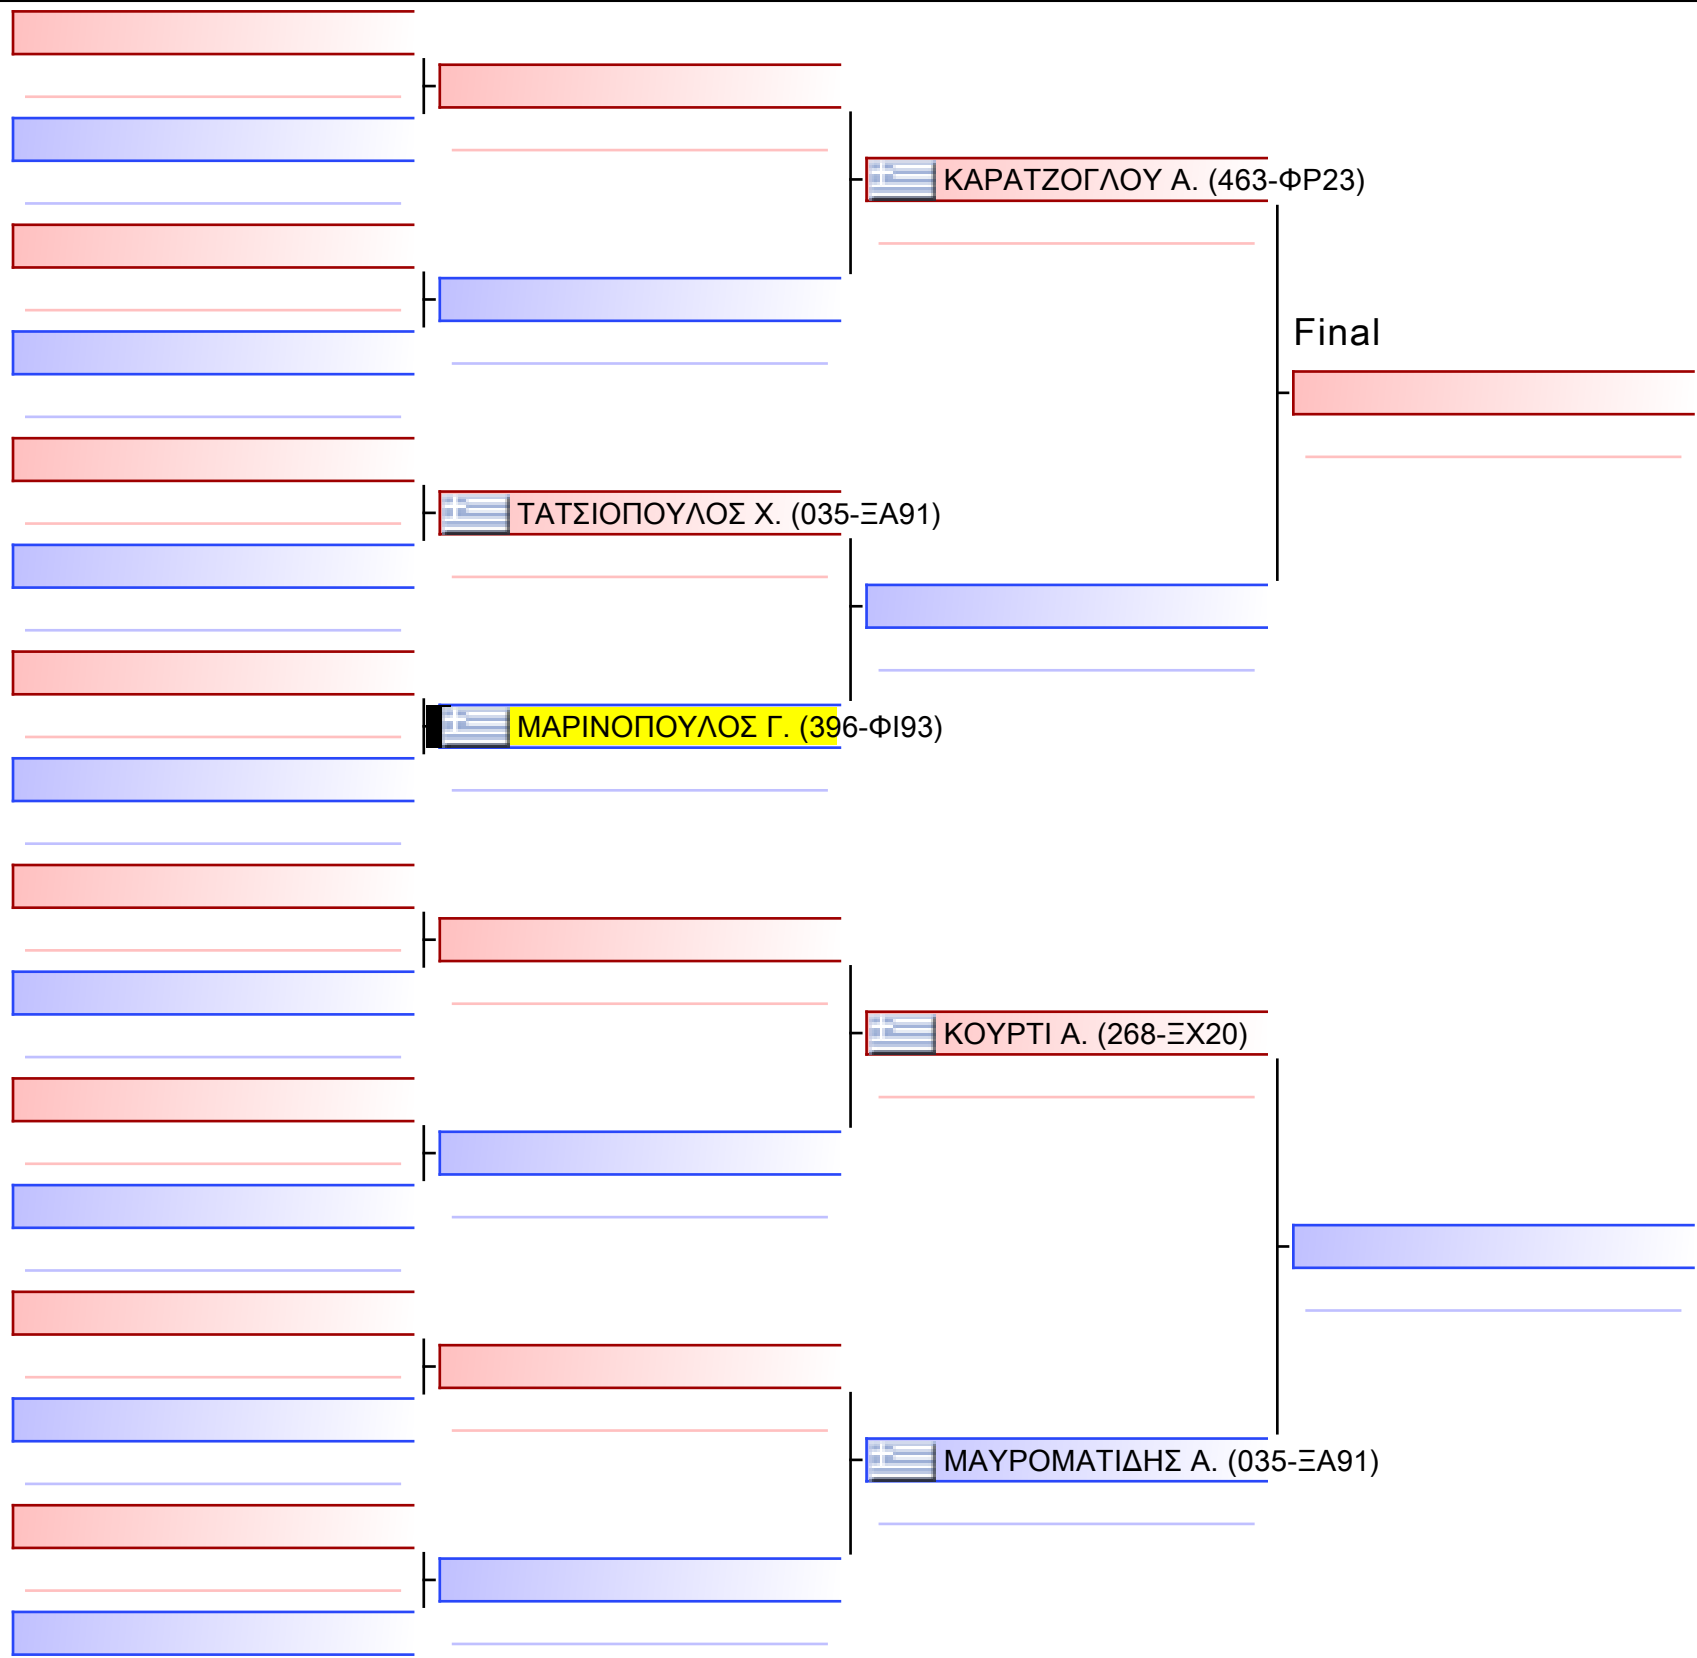 ΚΑΡΑΤΖΟΓΛΟΥ Α. (463-ΦΡ23)
Final
ΤΑΤΣΙΟΠΟΥΛΟΣ Χ. (035-ΞΑ91)
ΜΑΡΙΝΟΠΟΥΛΟΣ Γ. (396-ΦΙ93)
ΚΟΥΡΤΙ Α. (268-ΞΧ20)
ΜΑΥΡΟΜΑΤΙΔΗΣ Α. (035-ΞΑ91)